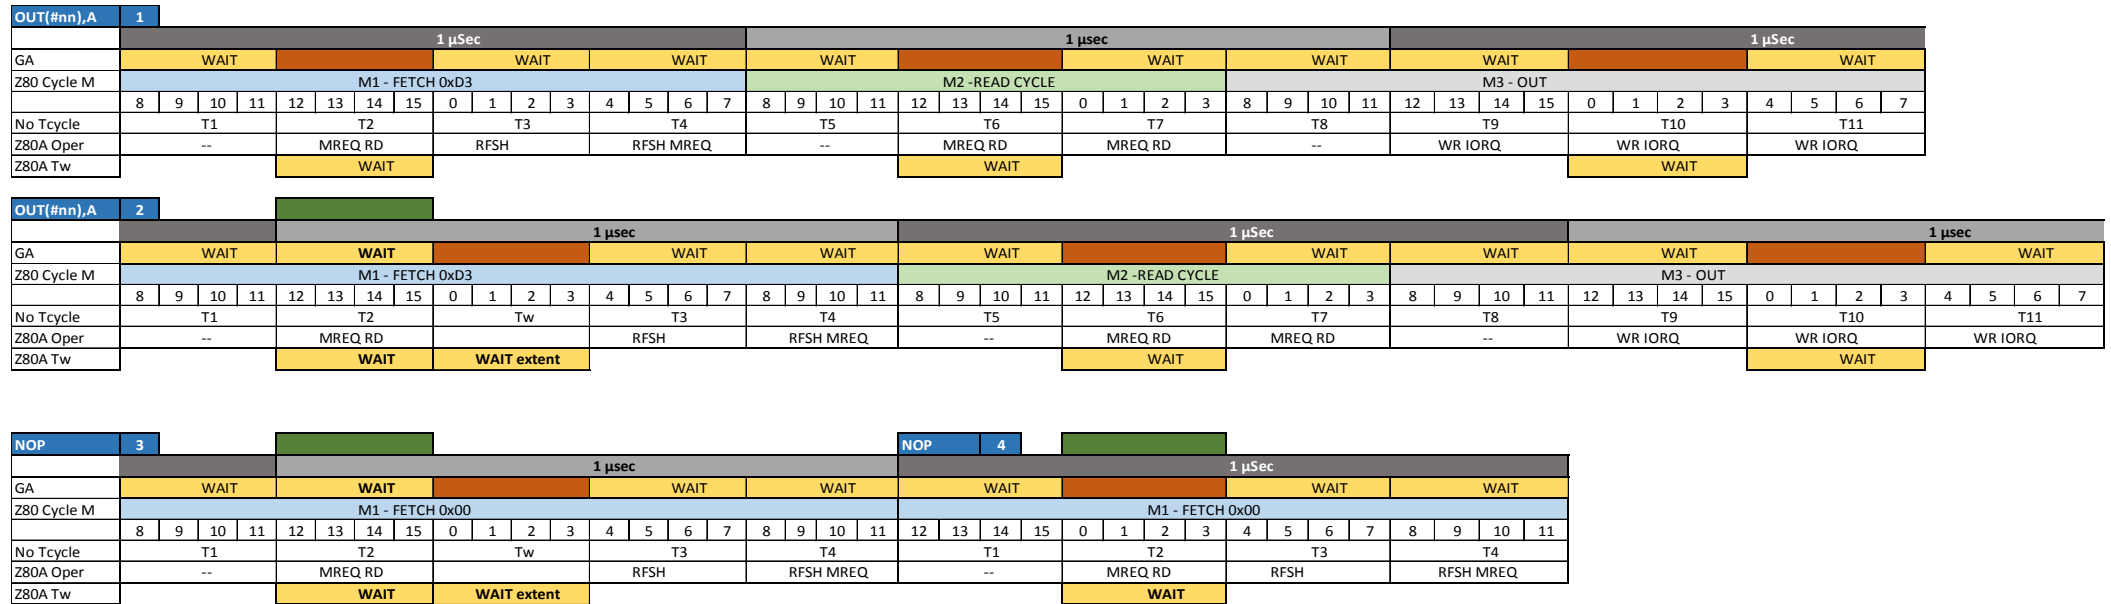 OUT(#nn),A 1
1 µSec 1 µsec 1 µSec
GA WAIT WAIT WAIT WAIT WAIT WAIT WAIT
Z80 Cycle M M1 - FETCH 0xD3 M2 -READ CYCLE M3 - OUT
8 9 10 11 12 13 14 15 0 1 2 3 4 5 6 7 8 9 10 11 12 13 14 15 0 1 2 3 8 9 10 11 12 13 14 15 0 1 2 3 4 5 6 7
No Tcycle T1 T2 T3 T4 T5 T6 T7 T8 T9 T10 T11
Z80A Oper -- MREQ RD RFSH RFSH MREQ -- MREQ RD MREQ RD -- WR IORQ WR IORQ WR IORQ
Z80A Tw WAIT WAIT WAIT
OUT(#nn),A 2
1 µsec 1 µSec 1 µsec
GA WAIT WAIT WAIT WAIT WAIT WAIT WAIT WAIT
Z80 Cycle M M1 - FETCH 0xD3 M2 -READ CYCLE M3 - OUT
8 9 10 11 12 13 14 15 0 1 2 3 4 5 6 7 8 9 10 11 8 9 10 11 12 13 14 15 0 1 2 3 8 9 10 11 12 13 14 15 0 1 2 3 4 5 6 7
No Tcycle T1 T2 Tw T3 T4 T5 T6 T7 T8 T9 T10 T11
Z80A Oper -- MREQ RD RFSH RFSH MREQ -- MREQ RD MREQ RD -- WR IORQ WR IORQ WR IORQ
Z80A Tw WAIT WAIT extent WAIT WAIT
NOP 3 NOP 4
1 µsec 1 µSec
GA WAIT WAIT WAIT WAIT WAIT WAIT WAIT
Z80 Cycle M M1 - FETCH 0x00 M1 - FETCH 0x00
8 9 10 11 12 13 14 15 0 1 2 3 4 5 6 7 8 9 10 11 12 13 14 15 0 1 2 3 4 5 6 7 8 9 10 11
No Tcycle T1 T2 Tw T3 T4 T1 T2 T3 T4
Z80A Oper -- MREQ RD RFSH RFSH MREQ -- MREQ RD RFSH RFSH MREQ
Z80A Tw WAIT WAIT extent WAIT